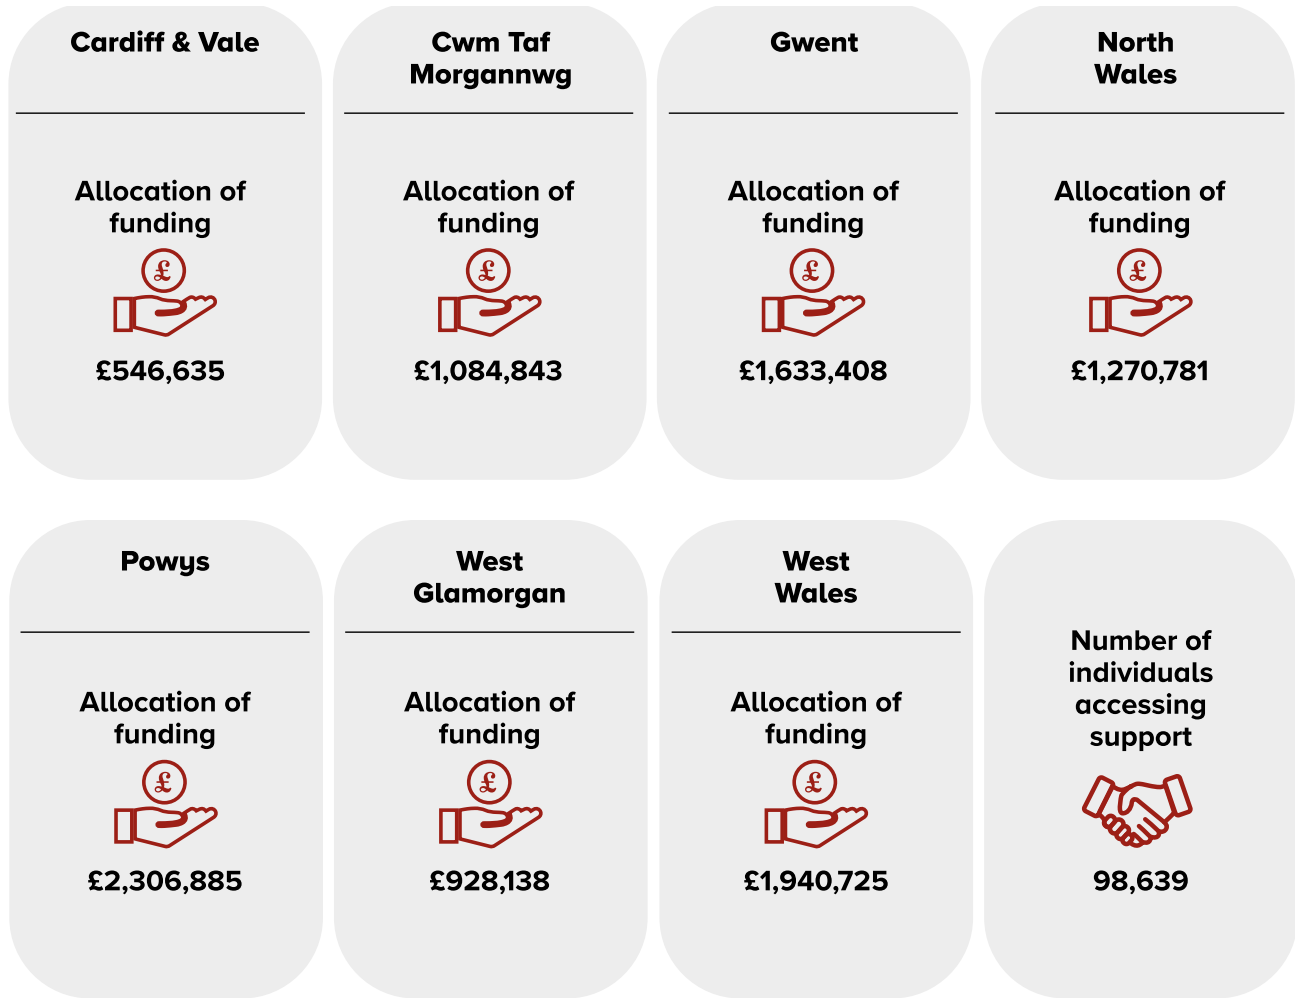 Cardiff & Vale
Allocation of
funding
£
£546,635
Cwm Taf
Morgannwg
Allocation of
funding
£
£1,084,843
Gwent
Allocation of
funding
£
£1,633,408
North
Wales
Allocation of
funding
£
£1,270,781
Powys
Allocation of
funding
£
£2,306,885
West
Glamorgan
Allocation of
funding
£
£928,138
West
Wales
Allocation of
funding
£
£1,940,725
Number of
individuals
accessing
support
98,639